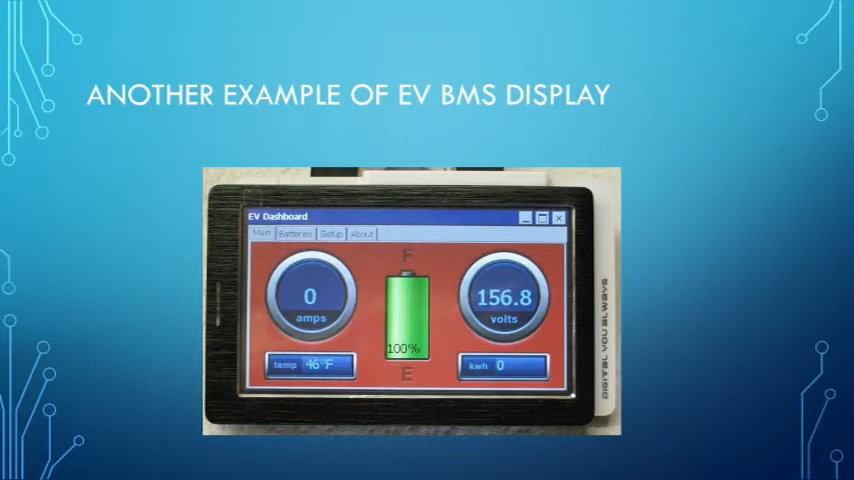 ANOTHER EXAMPLE OF EV BMS DISPLAY
EV Dashboard
Main Batteries Setup About
F
0
amps
156.8
volts
100%
E
temp 46°F
kwh 0
DIGITAL YOU ALWAYS